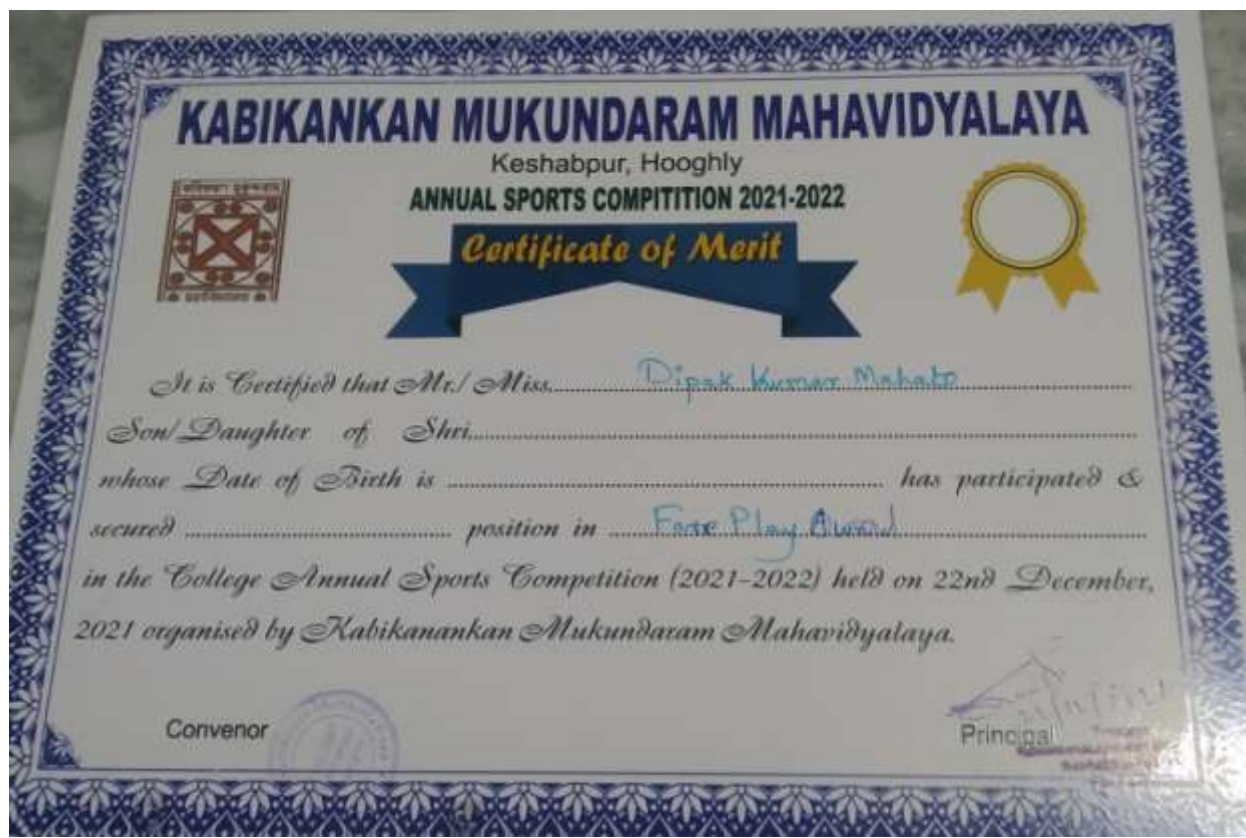 KABIKANKAN MUKUNDARAM MAHAVIDYALAYA
Keshabpur, Hooghly
ANNUAL SPORTS COMPITITION 2021-2022
Certificate of Merit
It is Certified that Mr./ Miss. Dipak Kumar Mahato
Son/Daughter of Shri
whose Date of Birth is has participated &
secured position in Fare Play Award
in the College Annual Sports Competition (2021-2022) held on 22nd December,
2021 organised by Kabikanankan Mukundaram Mahavidyalaya.
Convenor
Principal